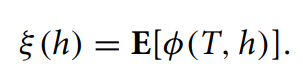 ξ(h) = E[ϕ(T, h)].